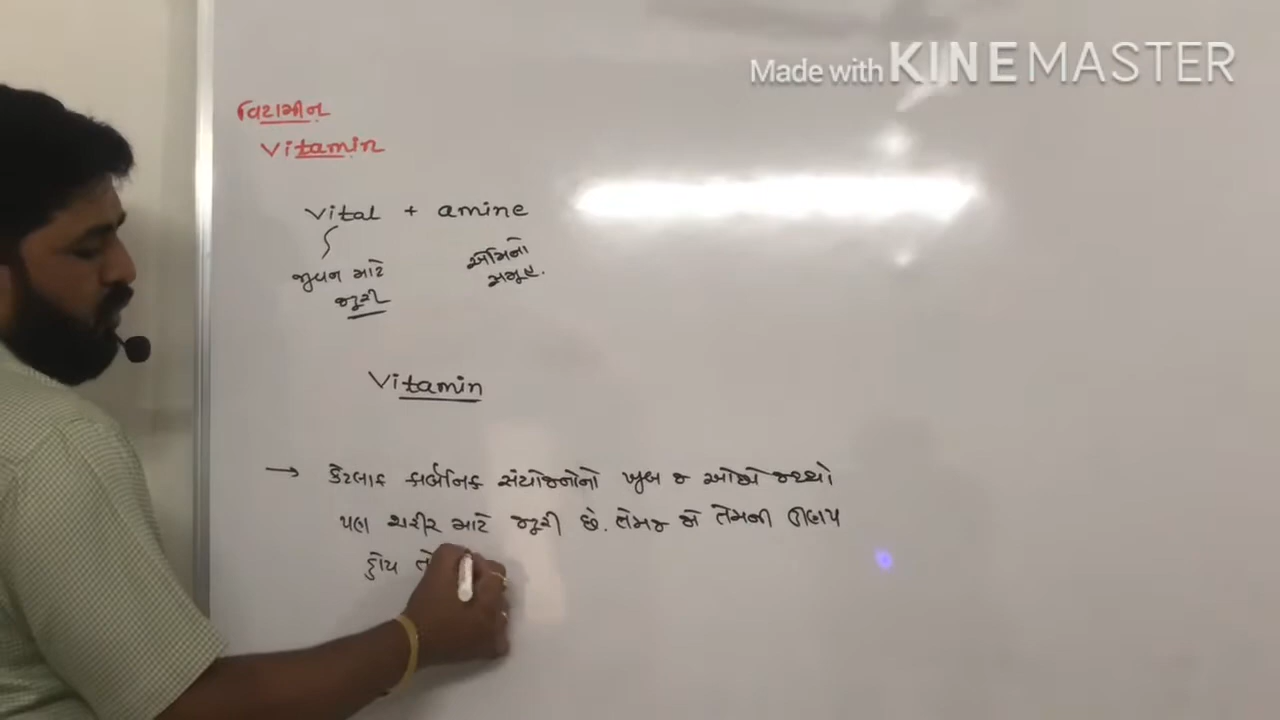 Made with KINEMASTER
વિટામીન
Vitamin
Vital + amine
જીવન માટે
જરૂરી
એમિનો
સમૂહ.
Vitamin
→ કેટલાક કાર્બનિક સંયોજનોનો ખુબ જ ઓછો જથ્થો
પણ શરીર માટે જરૂરી છે. તેમજ જો તેમની ઊણપ
હોય તો